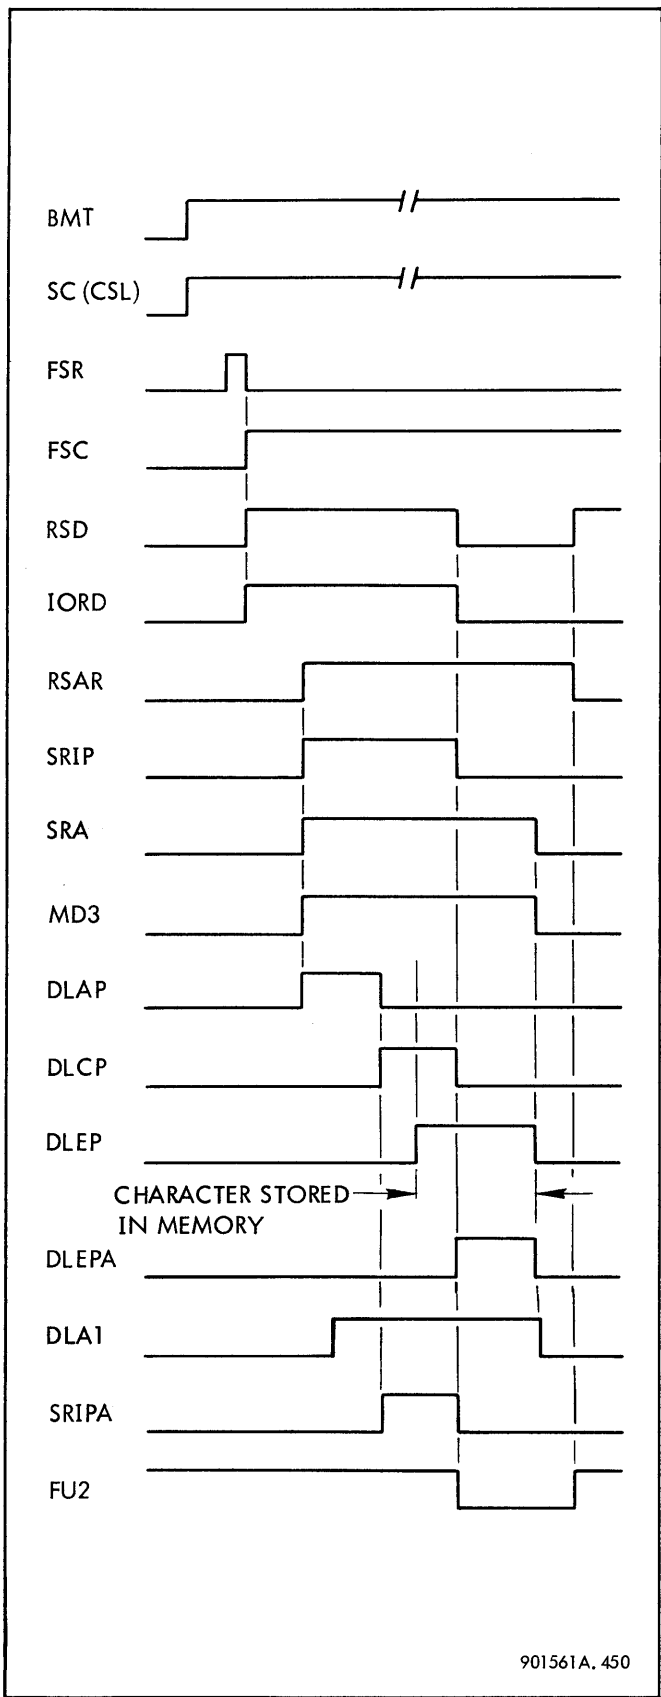 BMT
SC (CSL)
FSR
FSC
RSD
IORD
RSAR
SRIP
SRA
MD3
DLAP
DLCP
DLEP
CHARACTER STORED
IN MEMORY
DLEPA
DLA1
SRIPA
FU2
901561A. 450